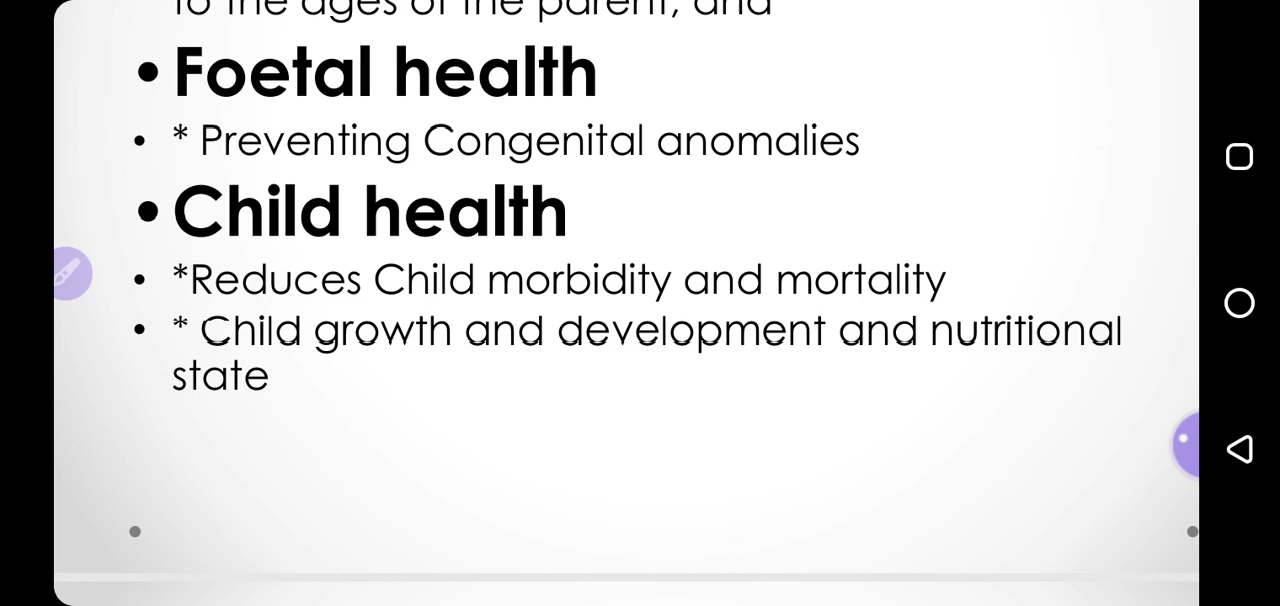 to the ages of the parent, and
• Foetal health
• * Preventing Congenital anomalies
• Child health
• *Reduces Child morbidity and mortality
• * Child growth and development and nutritional
state